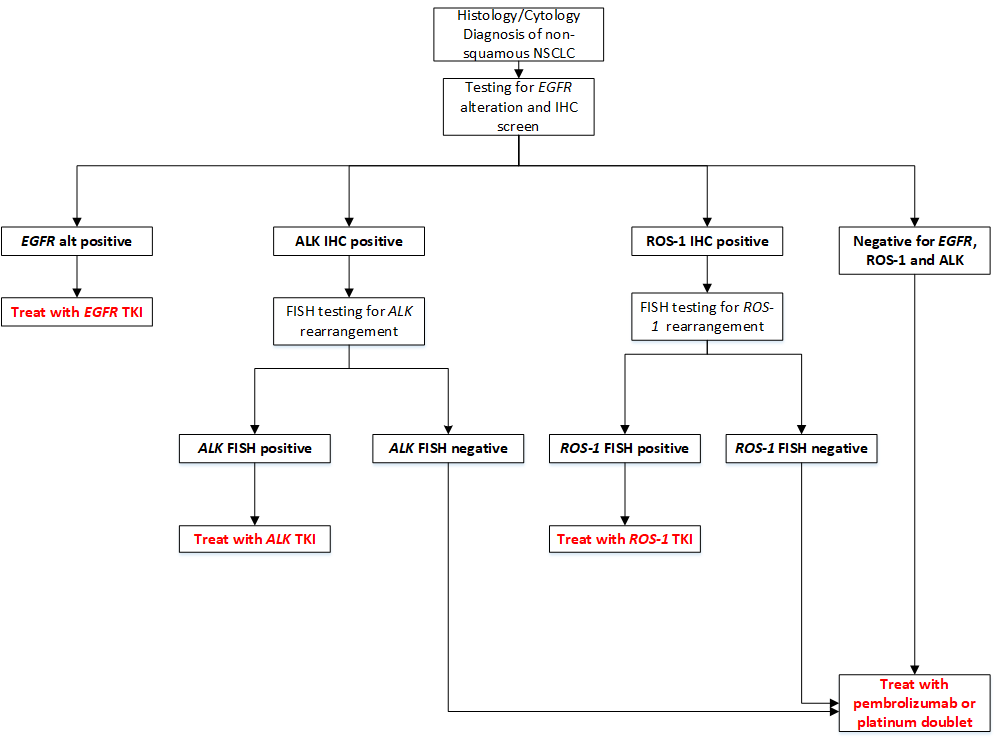 Histology/Cytology
Diagnosis of non-
squamous NSCLC
Testing for EGFR
alteration and IHC
screen
EGFR alt positive
ALK IHC positive
ROS-1 IHC positive
Negative for EGFR,
ROS-1 and ALK
Treat with EGFR TKI
FISH testing for ALK
rearrangement
FISH testing for ROS-
1 rearrangement
ALK FISH positive
ALK FISH negative
ROS-1 FISH positive
ROS-1 FISH negative
Treat with ALK TKI
Treat with ROS-1 TKI
Treat with
pembrolizumab or
platinum doublet